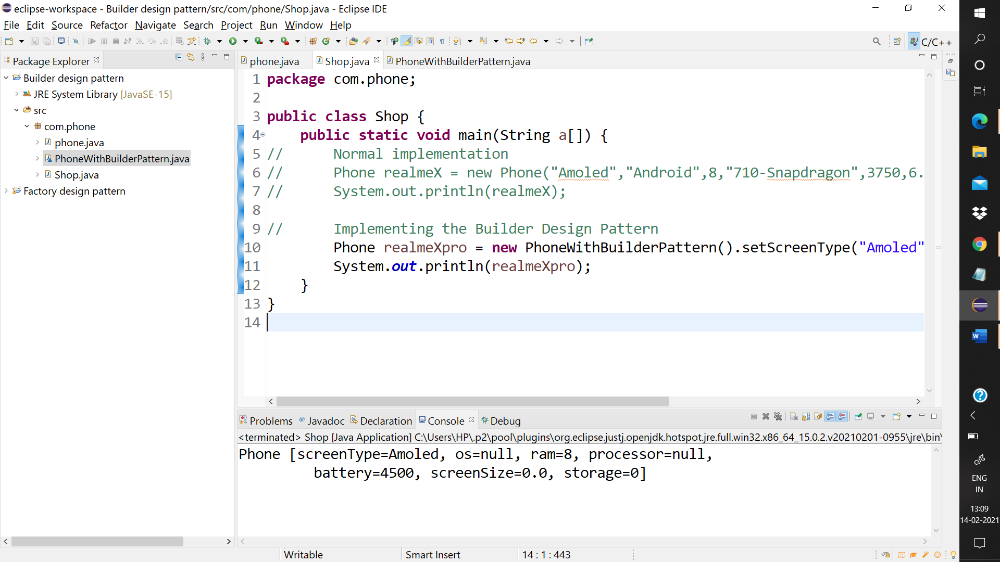 eclipse-workspace - Builder design pattern/src/com/phone/Shop.java - Eclipse IDE
File Edit Source Refactor Navigate Search Project Run Window Help
C/C++
Package Explorer
phone.java Shop.java PhoneWithBuilderPattern.java
Builder design pattern
JRE System Library [JavaSE-15]
src
com.phone
phone.java
PhoneWithBuilderPattern.java
Shop.java
Factory design pattern
1 package com.phone;
2
3 public class Shop {
4 public static void main(String a[]) {
5 // Normal implementation
6 // Phone realmeX = new Phone("Amoled","Android",8,"710-Snapdragon",3750,6.
7 // System.out.println(realmeX);
8
9 // Implementing the Builder Design Pattern
10 Phone realmeXpro = new PhoneWithBuilderPattern().setScreenType("Amoled"
11 System.out.println(realmeXpro);
12 }
13 }
14
Problems Javadoc Declaration Console Debug
<terminated> Shop [Java Application] C:\Users\HP\.p2\pool\plugins\org.eclipse.justj.openjdk.hotspot.jre.full.win32.x86_64_15.0.2.v20210201-0955\jre\bin\
Phone [screenType=Amoled, os=null, ram=8, processor=null,
battery=4500, screenSize=0.0, storage=0]
Writable Smart Insert 14 : 1 : 443
ENG
IN
13:09
14-02-2021